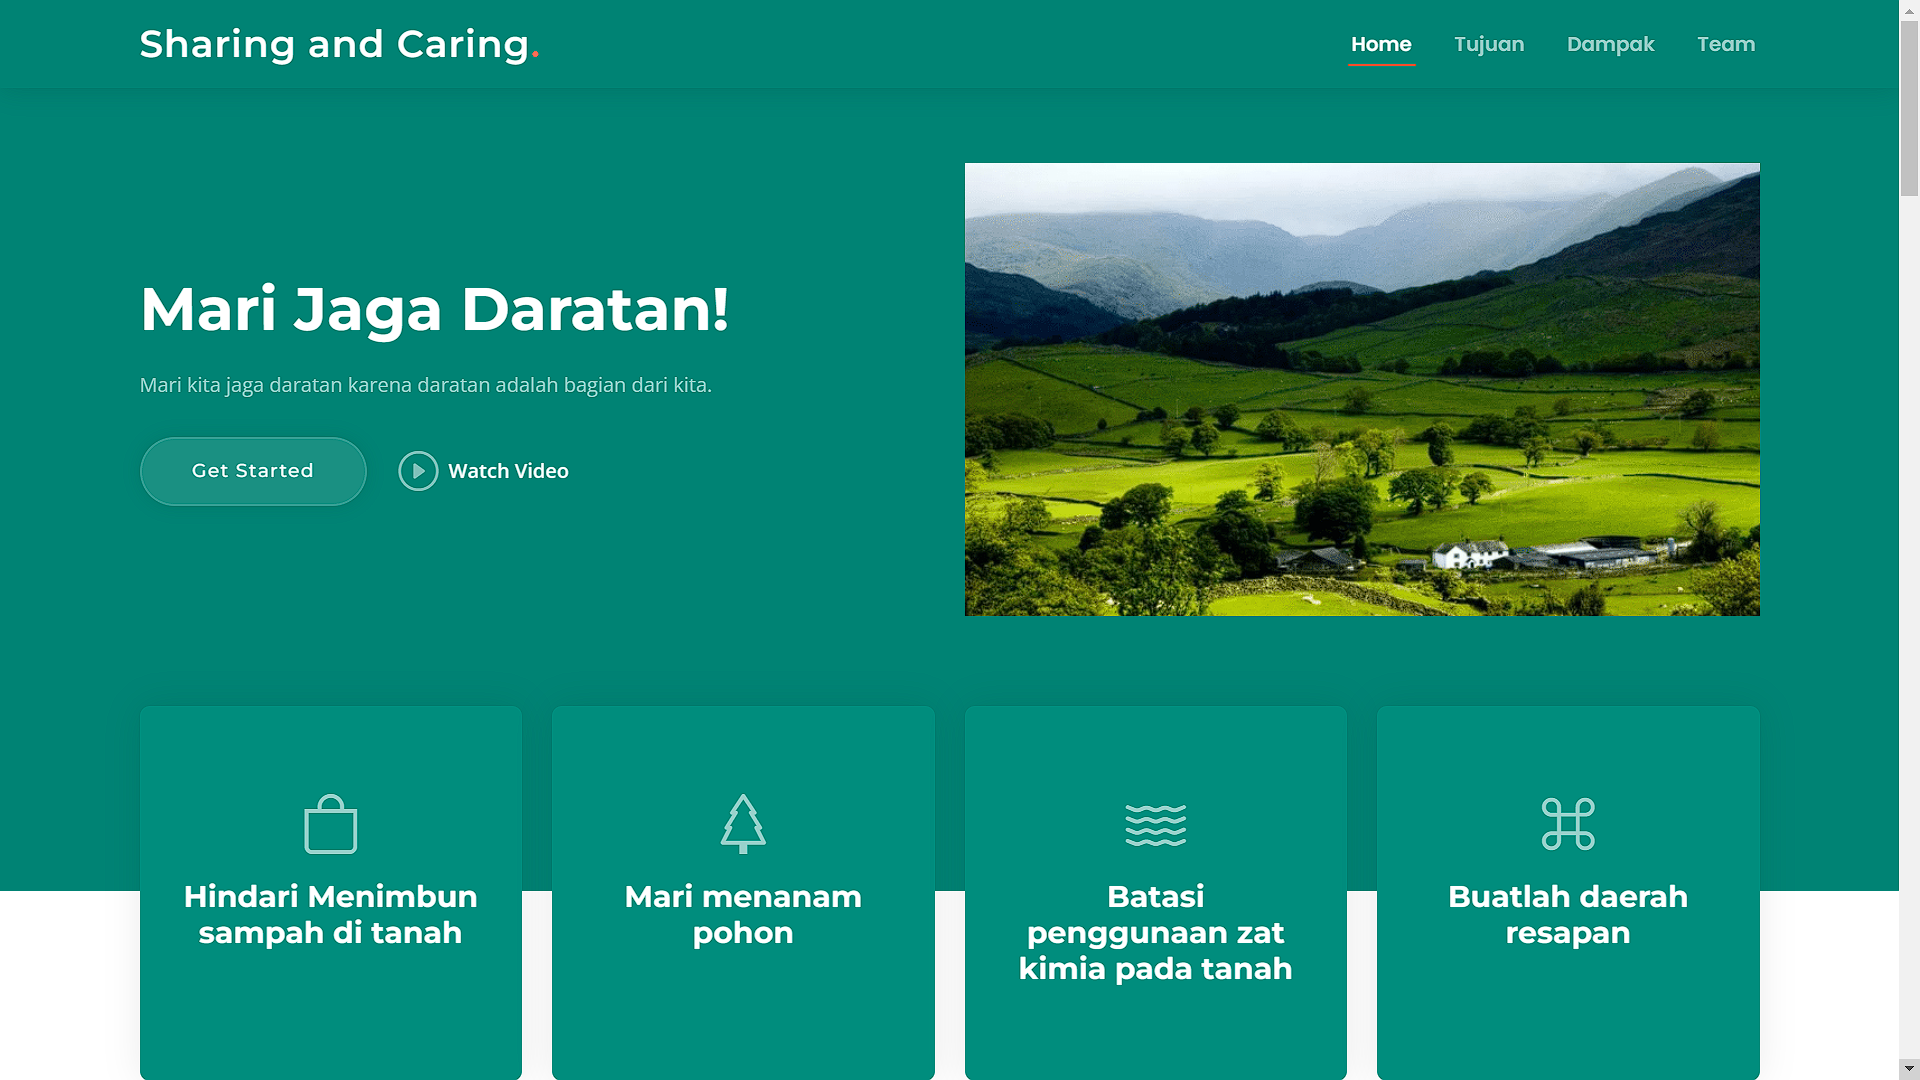 Sharing and Caring.
Home Tujuan Dampak Team
Mari Jaga Daratan!
Mari kita jaga daratan karena daratan adalah bagian dari kita.
Get Started
Watch Video
Hindari Menimbun
sampah di tanah
Mari menanam
pohon
Batasi
penggunaan zat
kimia pada tanah
Buatlah daerah
resapan